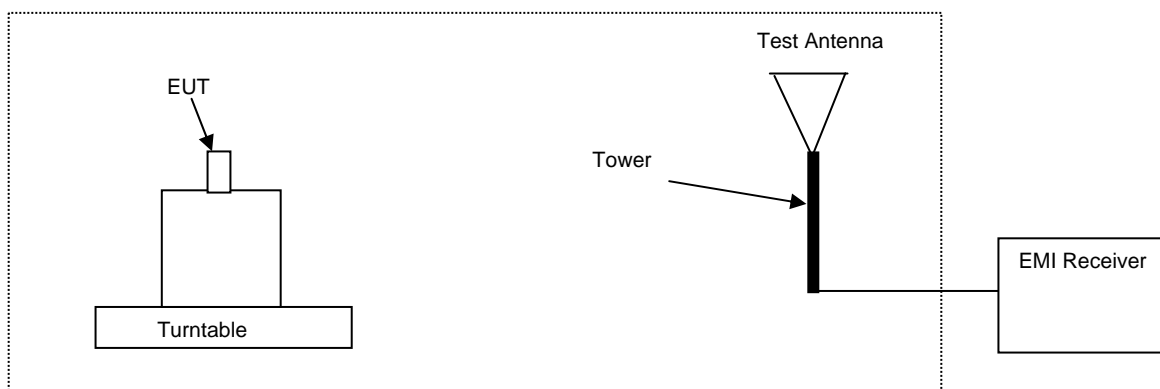 Test Antenna
EUT
Tower
EMI Receiver
Turntable